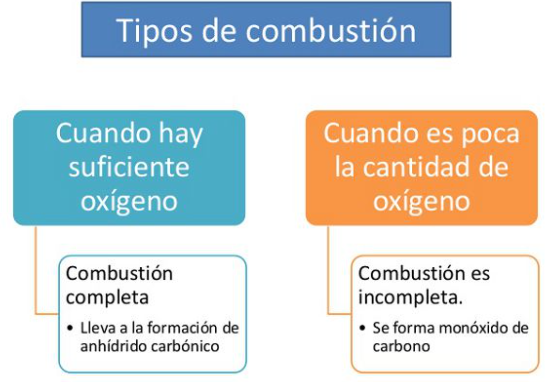 Tipos de combustión
Cuando hay
suficiente
oxígeno
Combustión
completa
• Lleva a la formación de
anhídrido carbónico
Cuando es poca
la cantidad de
oxígeno
Combustión es
incompleta.
• Se forma monóxido de
carbono